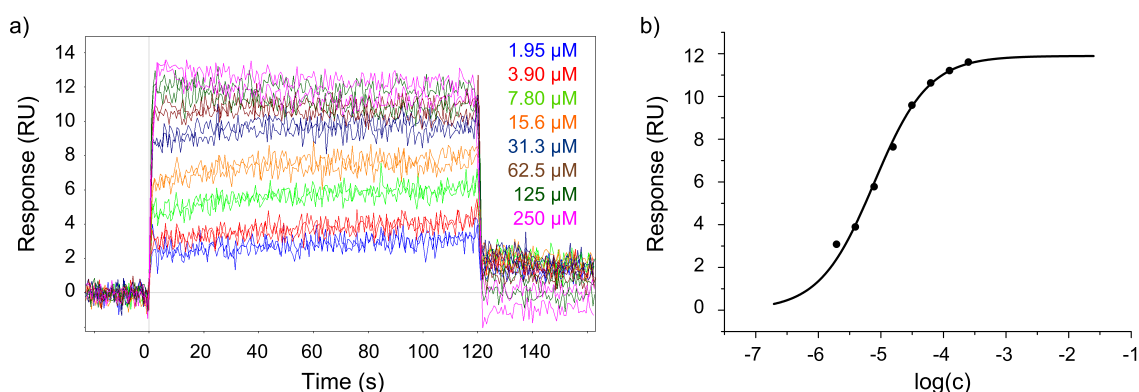 a)
Response (RU)
14
12
10
8
6
4
2
0
1.95 µM
3.90 µM
7.80 µM
15.6 µM
31.3 µM
62.5 µM
125 µM
250 µM
0 20 40 60 80 100 120 140
Time (s)
b)
Response (RU)
12
10
8
6
4
2
0
-7 -6 -5 -4 -3 -2 -1
log(c)